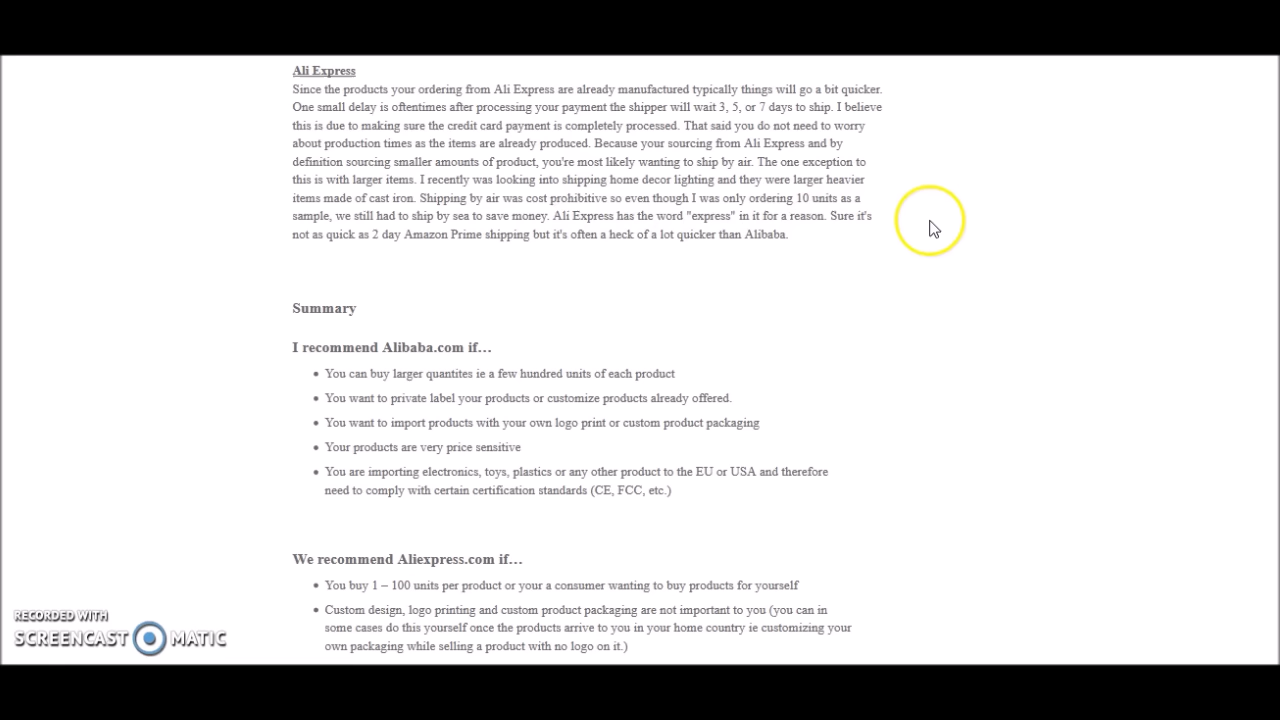 Ali Express
Since the products your ordering from Ali Express are already manufactured typically things will go a bit quicker.
One small delay is oftentimes after processing your payment the shipper will wait 3, 5, or 7 days to ship. I believe
this is due to making sure the credit card payment is completely processed. That said you do not need to worry
about production times as the items are already produced. Because your sourcing from Ali Express and by
definition sourcing smaller amounts of product, you're most likely wanting to ship by air. The one exception to
this is with larger items. I recently was looking into shipping home decor lighting and they were larger heavier
items made of cast iron. Shipping by air was cost prohibitive so even though I was only ordering 10 units as a
sample, we still had to ship by sea to save money. Ali Express has the word "express" in it for a reason. Sure it's
not as quick as 2 day Amazon Prime shipping but it's often a heck of a lot quicker than Alibaba.
Summary
I recommend Alibaba.com if…
• You can buy larger quantites ie a few hundred units of each product
• You want to private label your products or customize products already offered.
• You want to import products with your own logo print or custom product packaging
• Your products are very price sensitive
• You are importing electronics, toys, plastics or any other product to the EU or USA and therefore
need to comply with certain certification standards (CE, FCC, etc.)
We recommend Aliexpress.com if…
• You buy 1 – 100 units per product or your a consumer wanting to buy products for yourself
• Custom design, logo printing and custom product packaging are not important to you (you can in
some cases do this yourself once the products arrive to you in your home country ie customizing your
own packaging while selling a product with no logo on it.)
RECORDED WITH
SCREENCAST MATIC